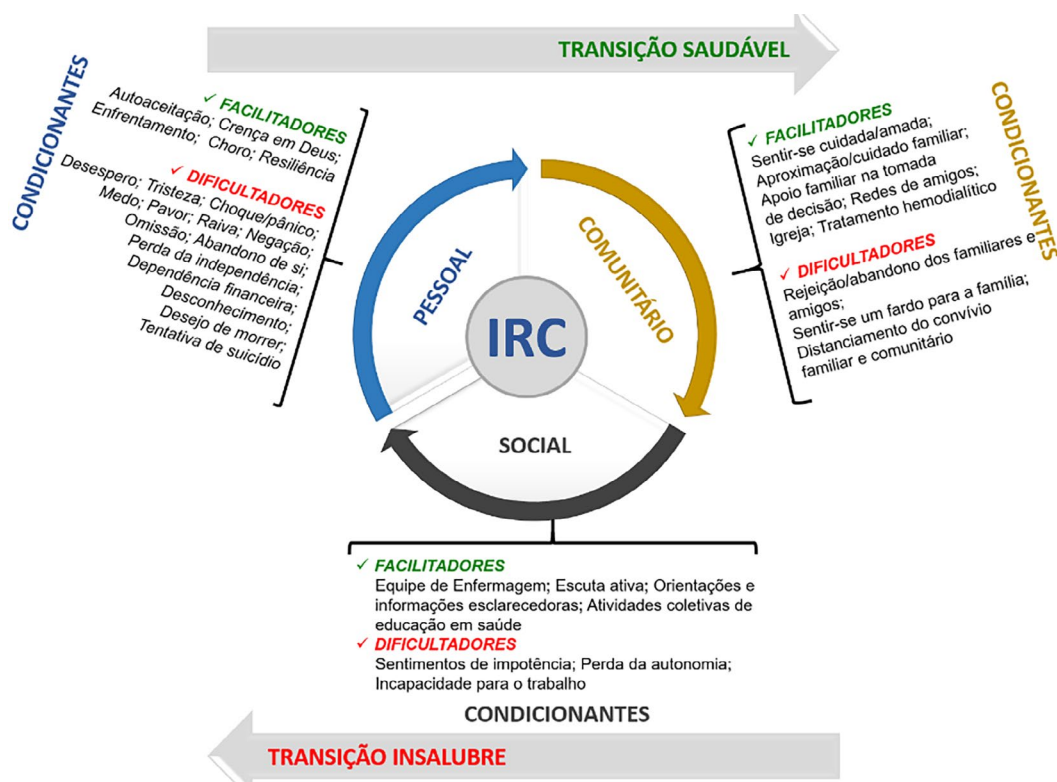 TRANSIÇÃO SAUDÁVEL
CONDICIONANTES
✓ FACILITADORES
Autoaceitação; Crença em Deus;
Enfrentamento; Choro; Resiliência
✓ DIFICULTADORES
Desespero; Tristeza; Choque/pânico;
Medo; Pavor; Raiva; Negação;
Omissão; Abandono de si;
Perda da independência;
Dependência financeira;
Desconhecimento;
Desejo de morrer;
Tentativa de suicídio
PESSOAL
COMUNITÁRIO
IRC
SOCIAL
CONDICIONANTES
✓ FACILITADORES
Sentir-se cuidada/amada;
Aproximação/cuidado familiar;
Apoio familiar na tomada
de decisão; Redes de amigos;
Igreja; Tratamento hemodialítico
✓ DIFICULTADORES
Rejeição/abandono dos familiares e
amigos;
Sentir-se um fardo para a família;
Distanciamento do convívio
familiar e comunitário
✓ FACILITADORES
Equipe de Enfermagem; Escuta ativa; Orientações e
informações esclarecedoras; Atividades coletivas de
educação em saúde
✓ DIFICULTADORES
Sentimentos de impotência; Perda da autonomia;
Incapacidade para o trabalho
CONDICIONANTES
TRANSIÇÃO INSALUBRE